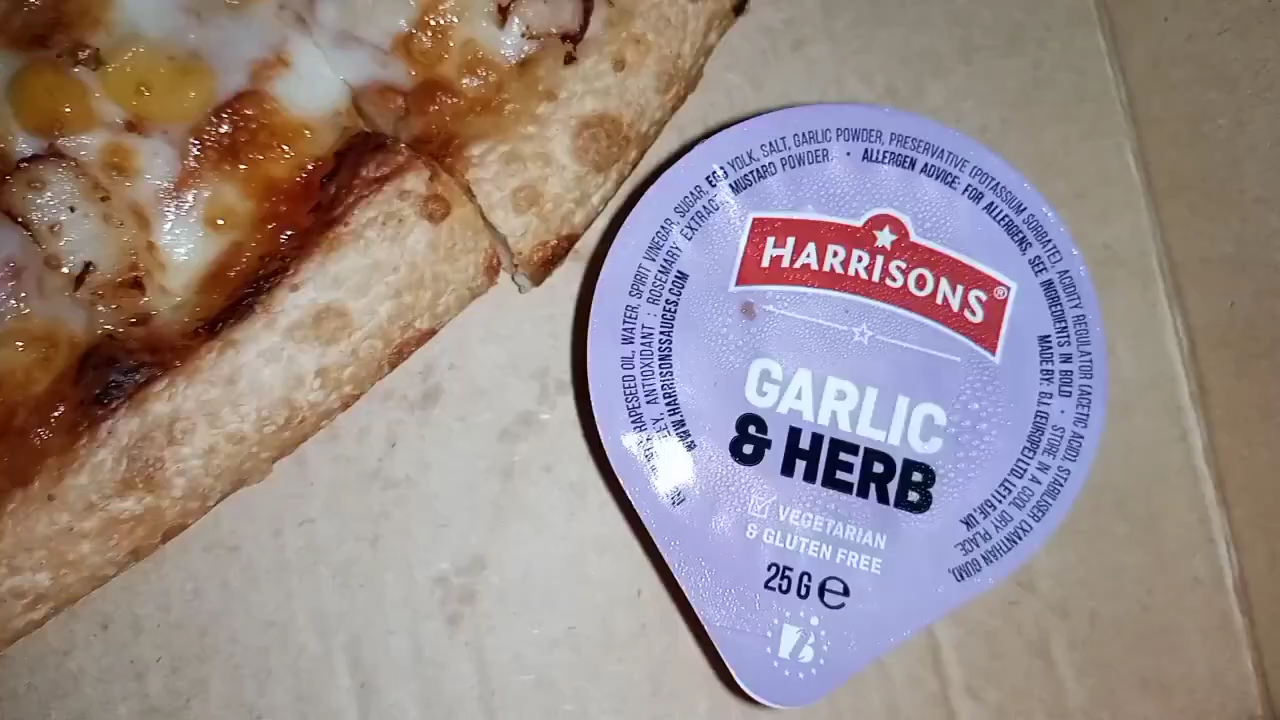 RAPESEED OIL, WATER, SPIRIT VINEGAR, SUGAR, EGG YOLK, SALT, GARLIC POWDER, PRESERVATIVE (POTASSIUM SORBATE), ACIDITY REGULATOR (ACETIC ACID), STABILISER (XANTHAN GUM),
ANTIOXIDANT : ROSEMARY EXTRACT, MUSTARD POWDER. • ALLERGEN ADVICE: FOR ALLERGENS, SEE INGREDIENTS IN BOLD • STORE IN A COOL DRY PLACE.
WWW.HARRISONSSAUCES.COM
MADE BY: B.I. (EUROPE) LTD, LE11 6JF, UK
HARRISONS®
GARLIC
& HERB
VEGETARIAN
& GLUTEN FREE
25 G ℮